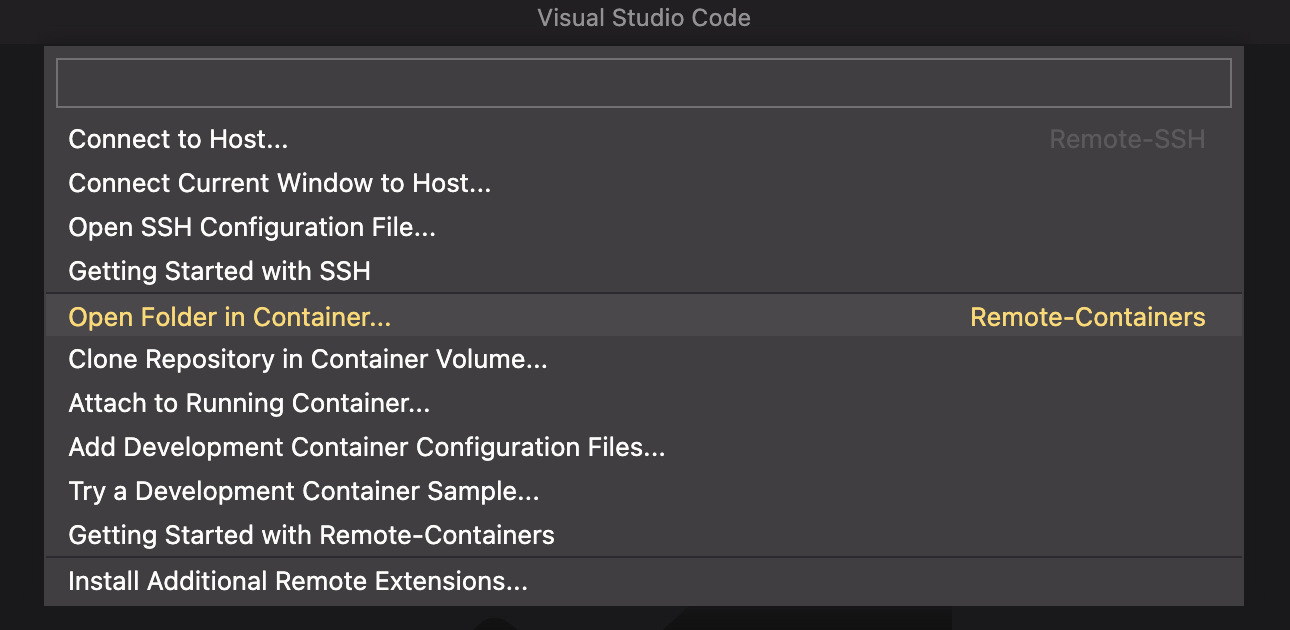 Visual Studio Code
Connect to Host... Remote-SSH
Connect Current Window to Host...
Open SSH Configuration File...
Getting Started with SSH
Open Folder in Container... Remote-Containers
Clone Repository in Container Volume...
Attach to Running Container...
Add Development Container Configuration Files...
Try a Development Container Sample...
Getting Started with Remote-Containers
Install Additional Remote Extensions...